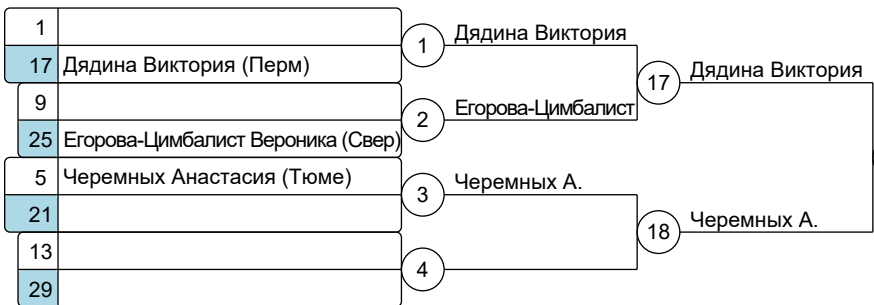 1
1 Дядина Виктория
17 Дядина Виктория (Перм)
17 Дядина Виктория
9
2 Егорова-Цимбалист
25 Егорова-Цимбалист Вероника (Свер)
5 Черемных Анастасия (Тюме)
3 Черемных А.
21
18 Черемных А.
13
4
29